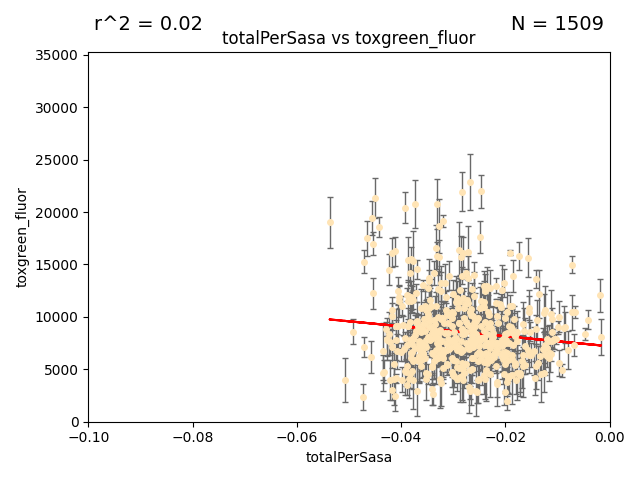 r^2 = 0.02
N = 1509
totalPerSasa vs toxgreen_fluor
35000
30000
25000
20000
15000
10000
5000
0
toxgreen_fluor
−0.10
−0.08
−0.06
−0.04
−0.02
0.00
totalPerSasa